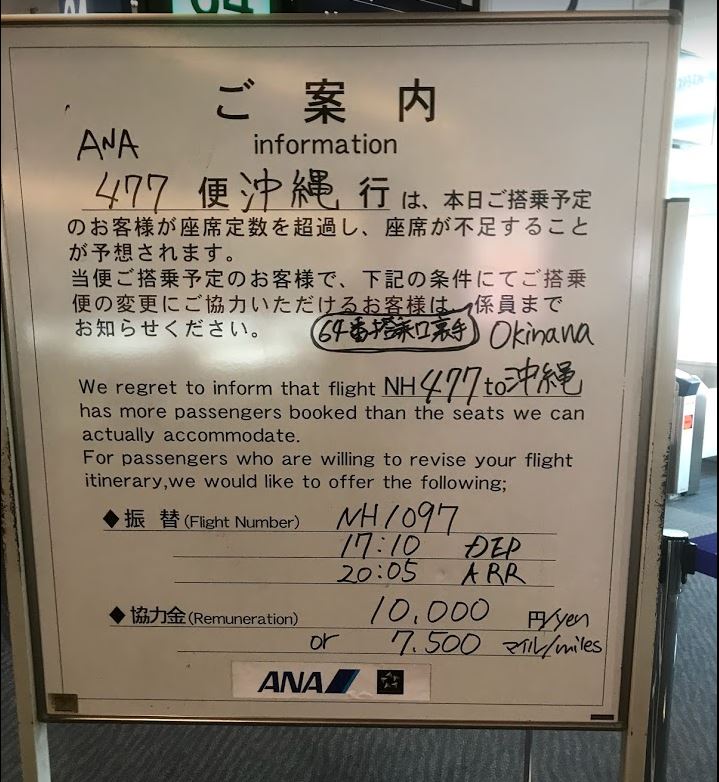 ご案内
information
ANA
477 便 沖縄 行 は、本日ご搭乗予定
のお客様が座席定数を超過し、座席が不足すること
が予想されます。
当便ご搭乗予定のお客様で、下記の条件にてご搭乗
便の変更にご協力いただけるお客様は、係員まで
お知らせください。
64番搭乗口裏手
Okinana
We regret to inform that flight NH 477 to 沖縄
has more passengers booked than the seats we can
actually accommodate.
For passengers who are willing to revise your flight
itinerary,we would like to offer the following;
◆振 替 (Flight Number) NH1097
17:10 DEP
20:05 ARR
◆協力金 (Remuneration) 10,000 円/yen
or 7.500 マイル/miles
ANA